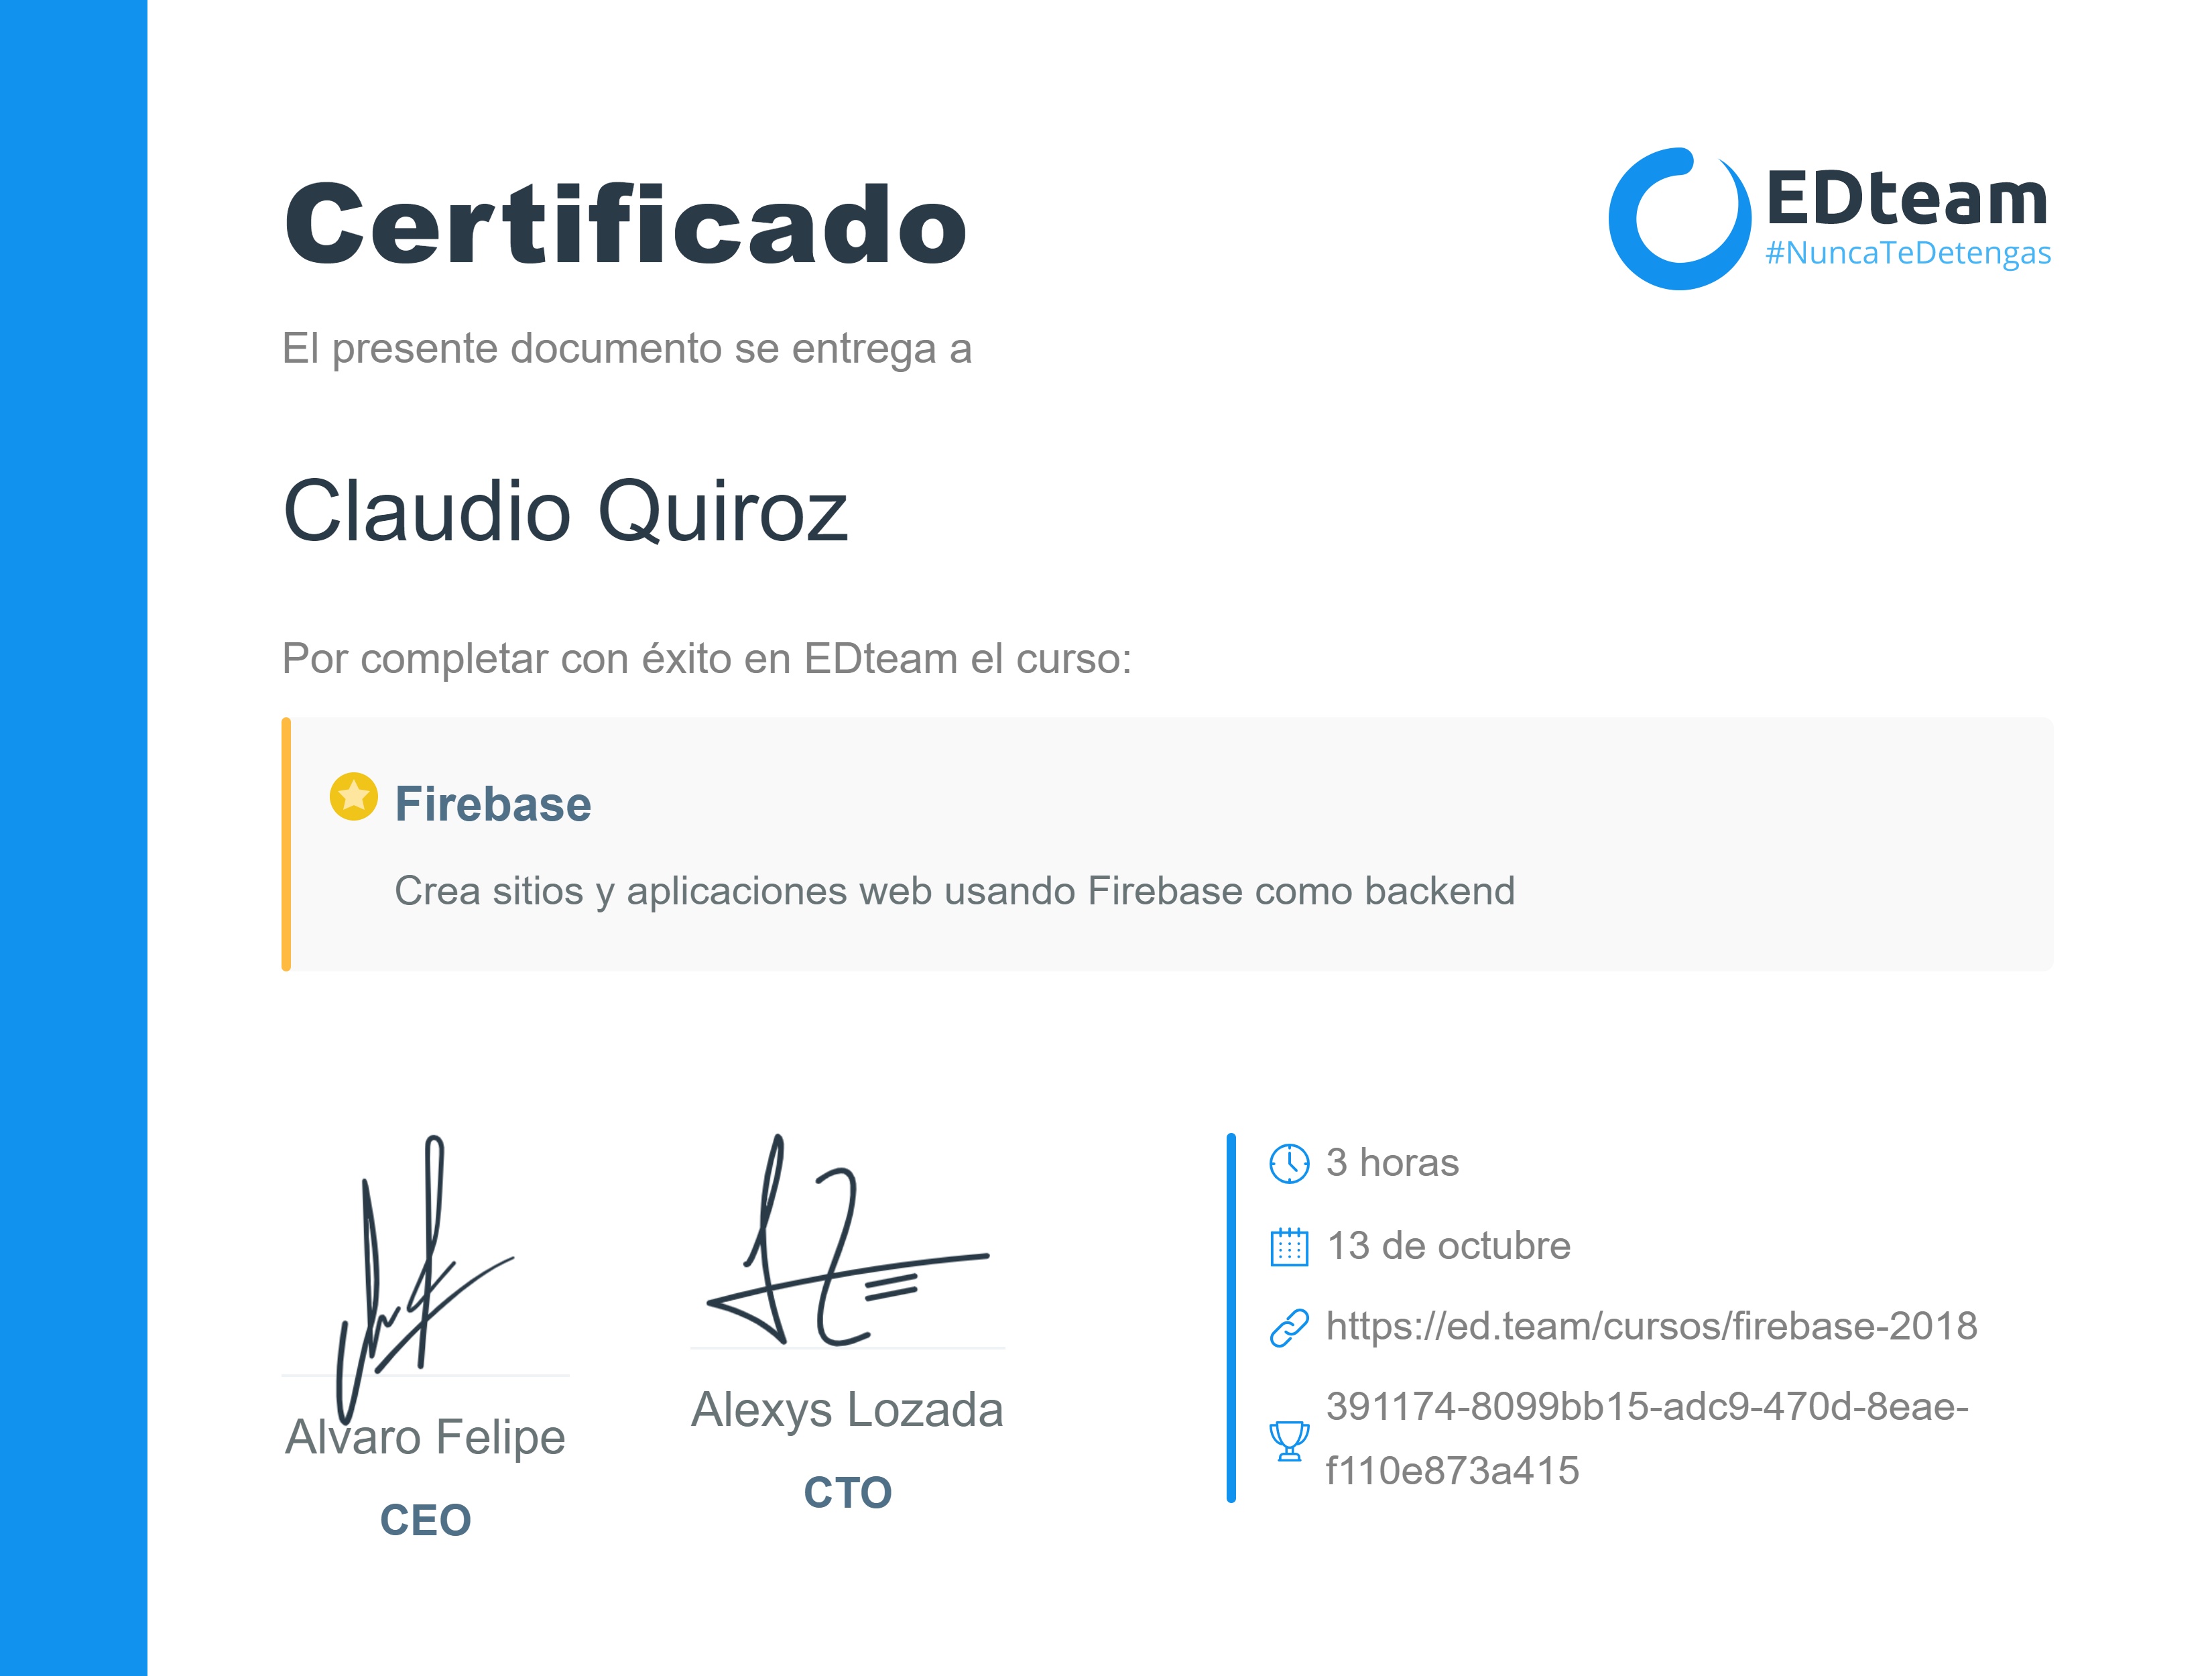 Certificado
EDteam
#NuncaTeDetengas
El presente documento se entrega a
Claudio Quiroz
Por completar con éxito en EDteam el curso:
Firebase
Crea sitios y aplicaciones web usando Firebase como backend
Alvaro Felipe
CEO
Alexys Lozada
CTO
3 horas
13 de octubre
https://ed.team/cursos/firebase-2018
391174-8099bb15-adc9-470d-8eae-
f110e873a415